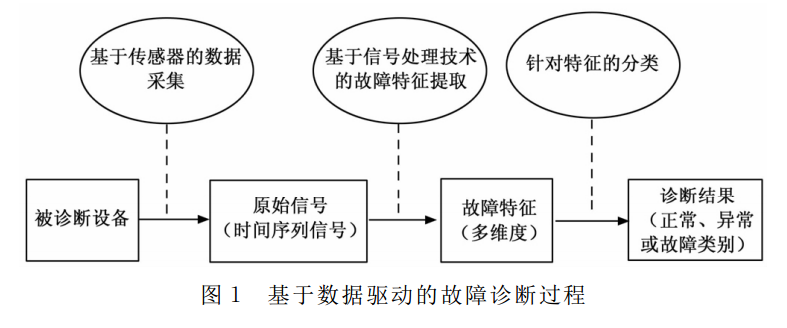 基于传感器的数据
采集
基于信号处理技术
的故障特征提取
针对特征的分类
被诊断设备
原始信号
(时间序列信号)
故障特征
(多维度)
诊断结果
(正常、异常
或故障类别)
图 1 基于数据驱动的故障诊断过程